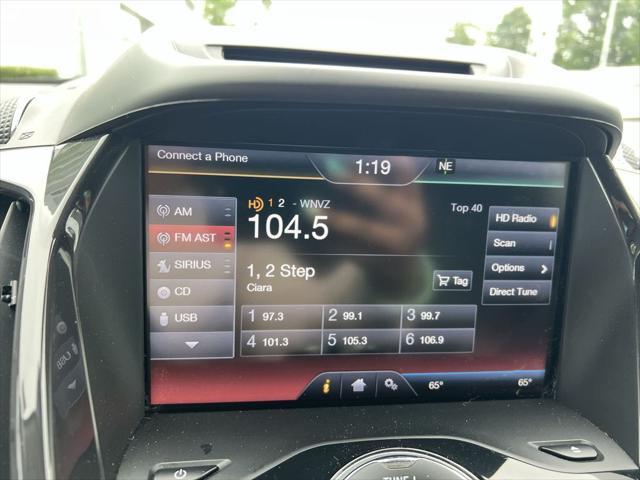 Connect a Phone
1:19
NE
AM
FM AST
SIRIUS
CD
USB
HD 1 2 - WNVZ
104.5
Top 40
1, 2 Step
Ciara
Tag
1 97.3
2 99.1
3 99.7
4 101.3
5 105.3
6 106.9
HD Radio
Scan
Options
Direct Tune
65°
65°
TUNE